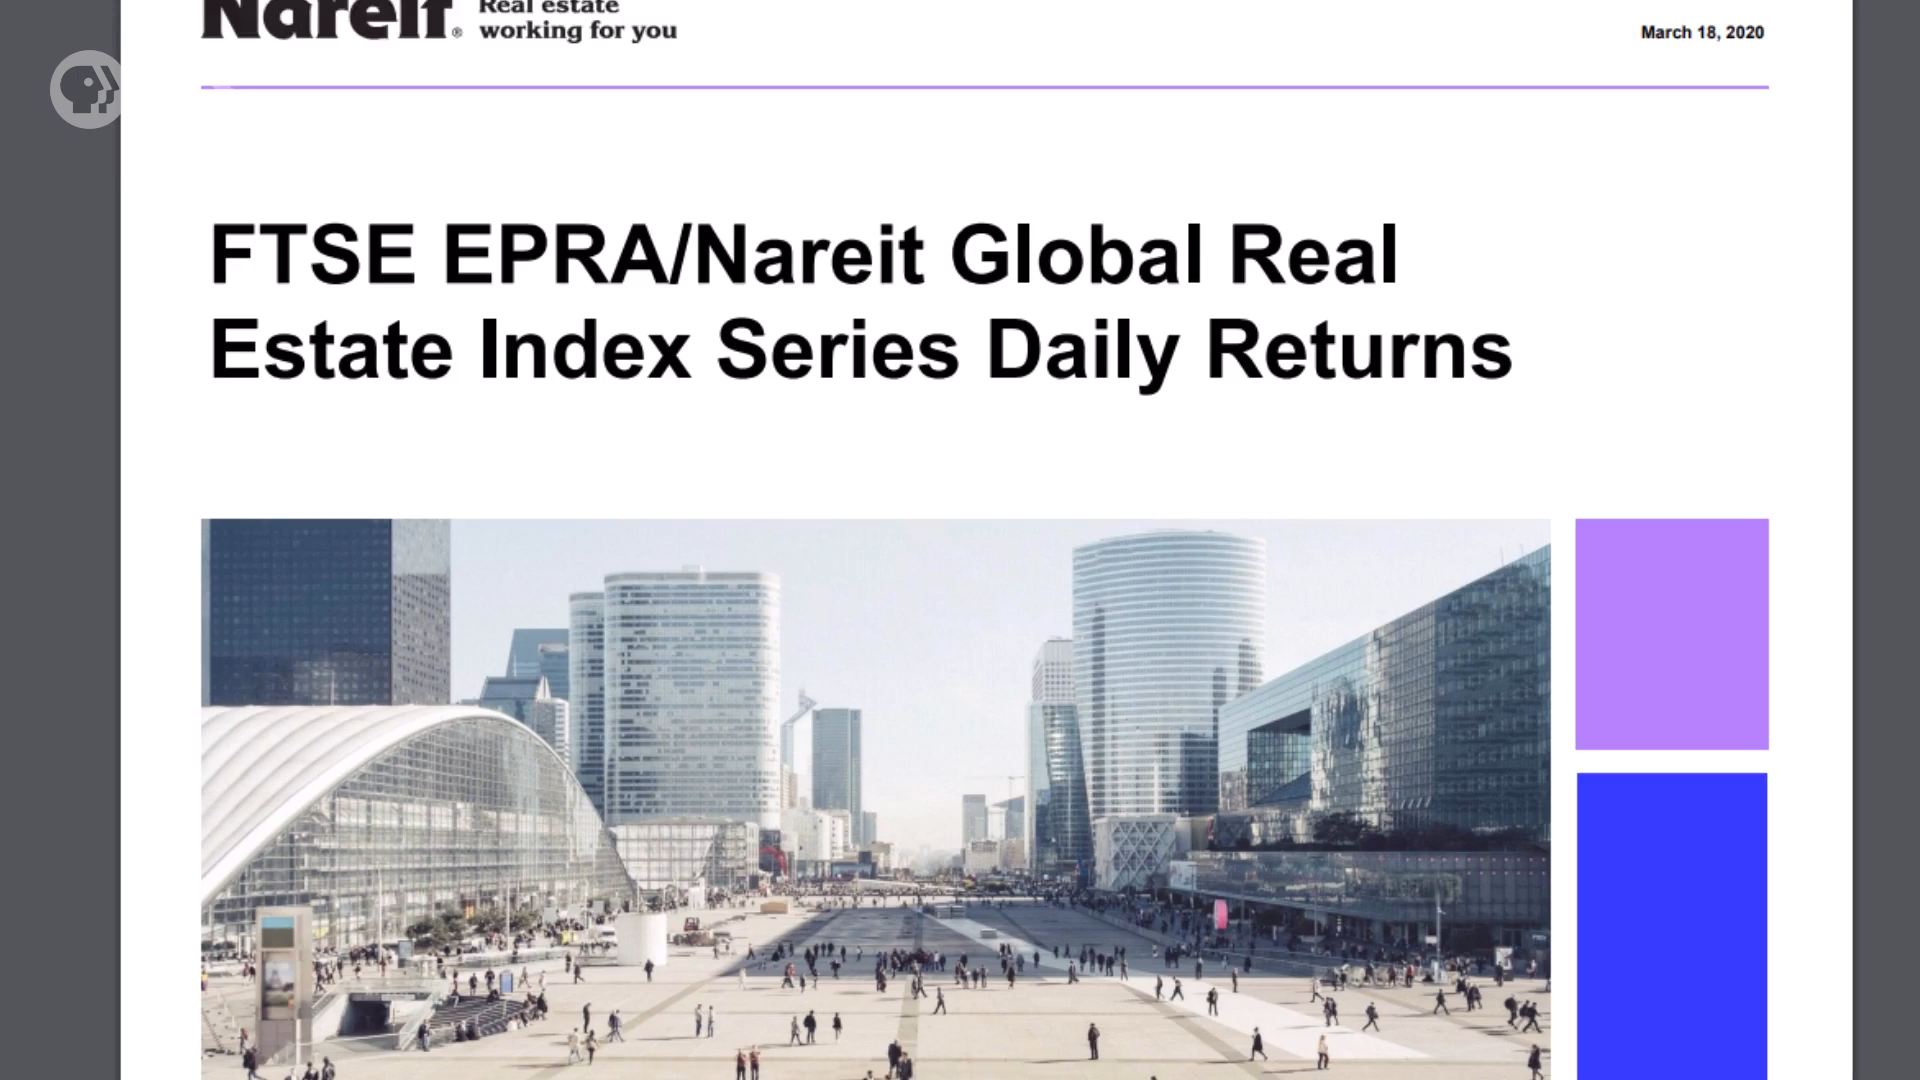 Nareit® Real estate
working for you
March 18, 2020
FTSE EPRA/Nareit Global Real
Estate Index Series Daily Returns